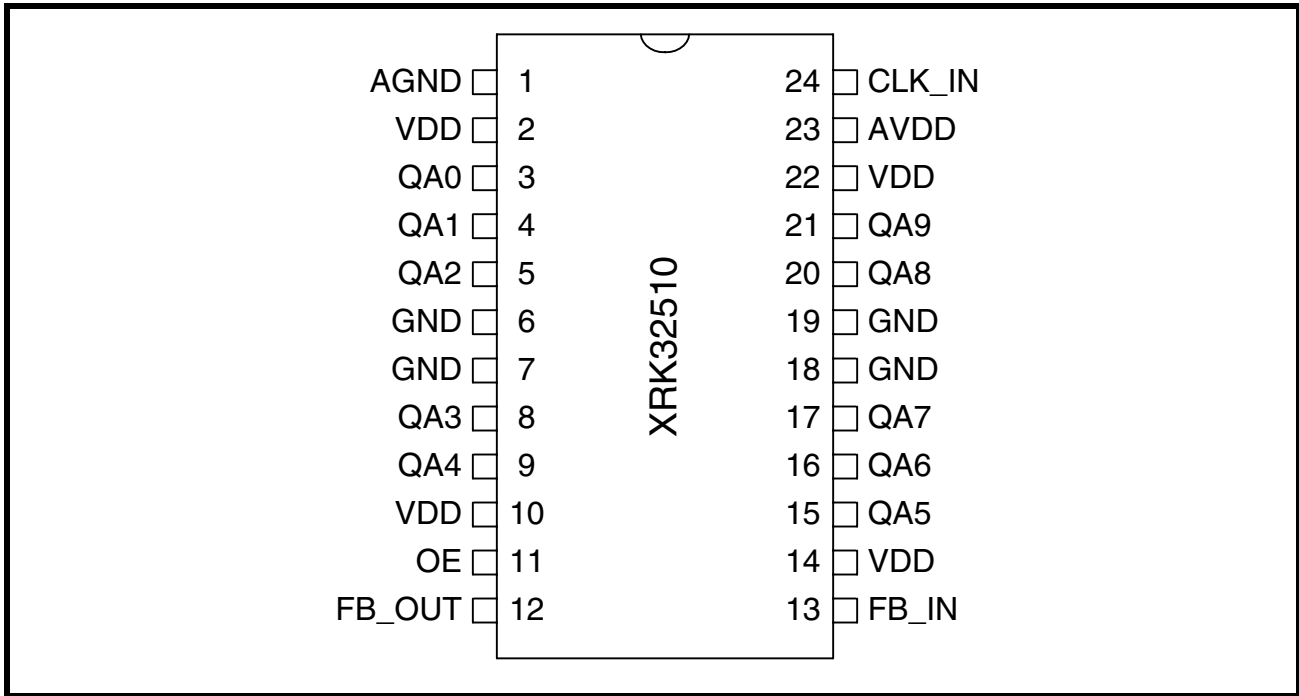 AGND 1 24 CLK_IN
VDD 2 23 AVDD
QA0 3 22 VDD
QA1 4 21 QA9
QA2 5 20 QA8
GND 6 19 GND
GND 7 18 GND
QA3 8 17 QA7
QA4 9 16 QA6
VDD 10 15 QA5
OE 11 14 VDD
FB_OUT 12 13 FB_IN
XRK32510